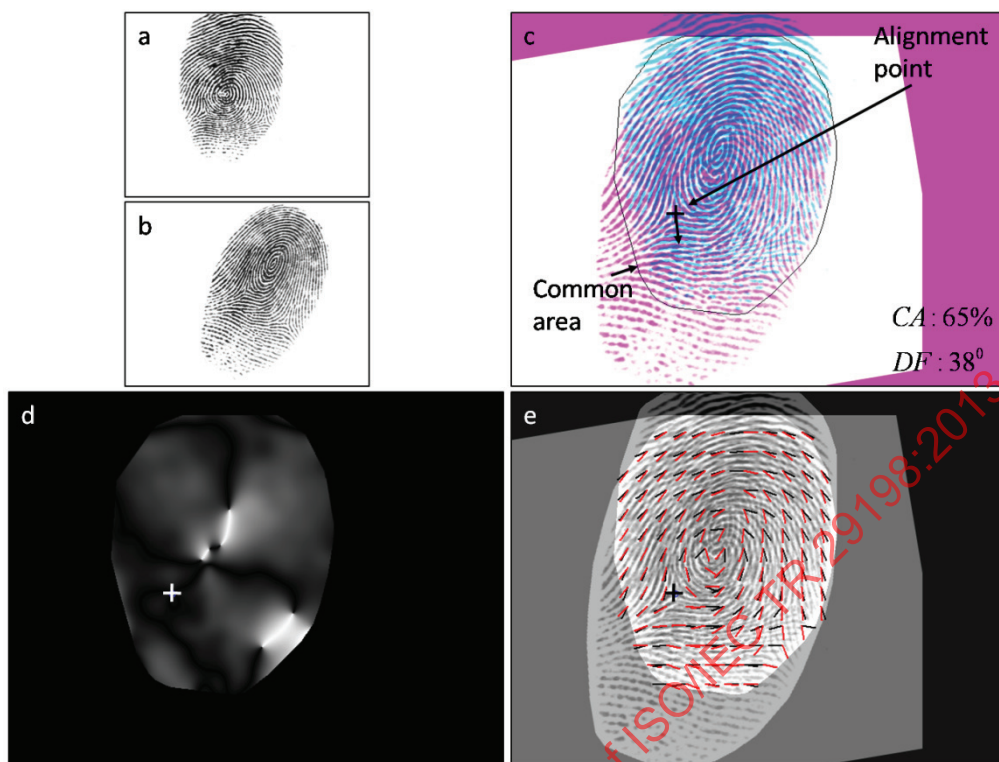 a
b
c
Alignment
point
Common
area
CA : 65%
DF : 38⁰
d
e
f ISO/IEC TR 29198:2013